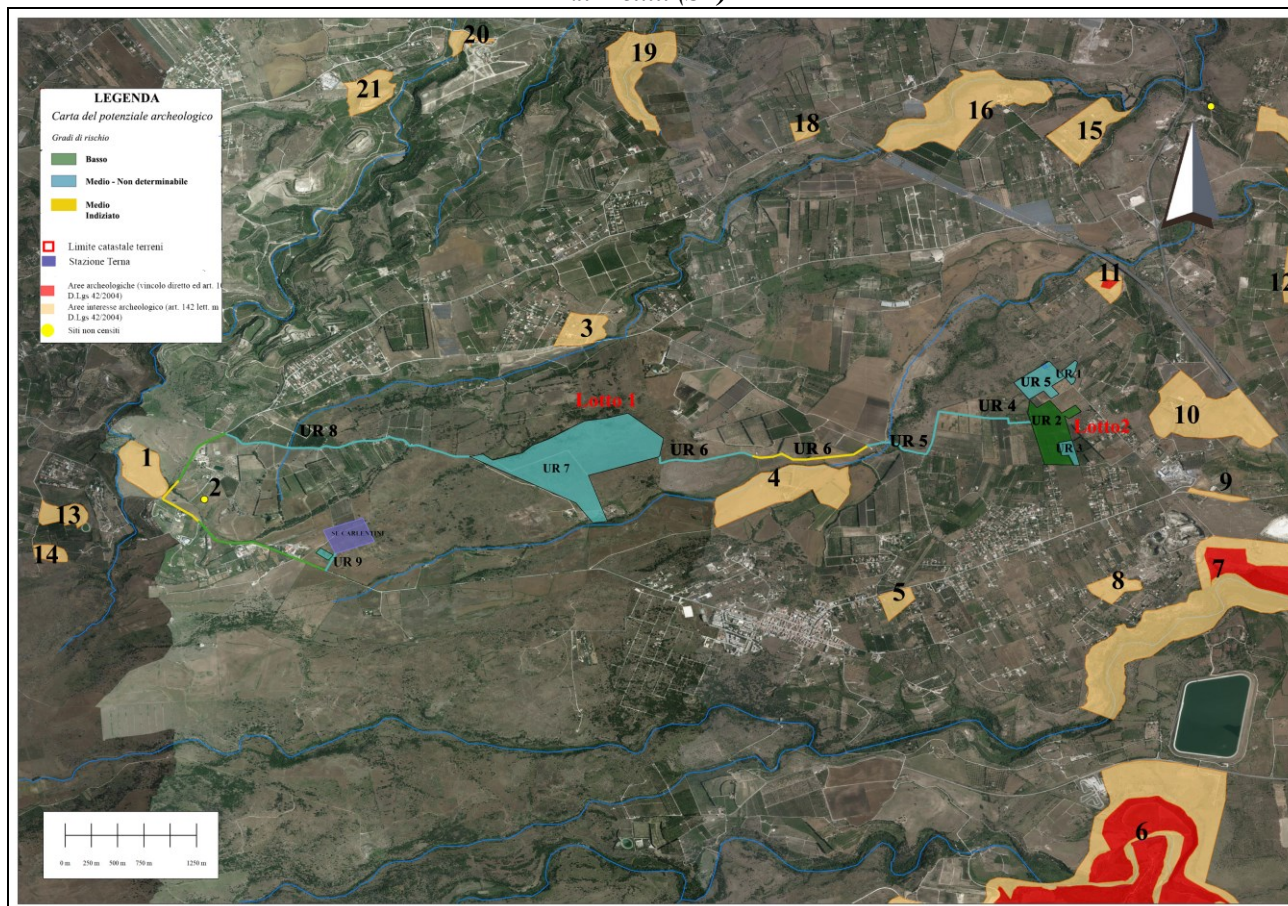 LEGENDA
Carta del potenziale archeologico
Gradi di rischio
Basso
Medio - Non determinabile
Medio
Indiziato
Limite catastale terreni
Stazione Terna
Aree archeologiche (vincolo diretto ed art. 1
D.Lgs 42/2004)
Aree interesse archeologico (art. 142 lett. m
D.Lgs 42/2004)
Siti non censiti
20
19
21
18
16
15
3
11
12
Lotto 1
UR 5
UR 1
UR 4
UR 2
Lotto2
10
UR 8
UR 6
UR 6
UR 5
UR 3
1
UR 7
4
2
9
13
14
UR 9
7
5
8
6
0 m
250 m
500 m
750 m
1250 m